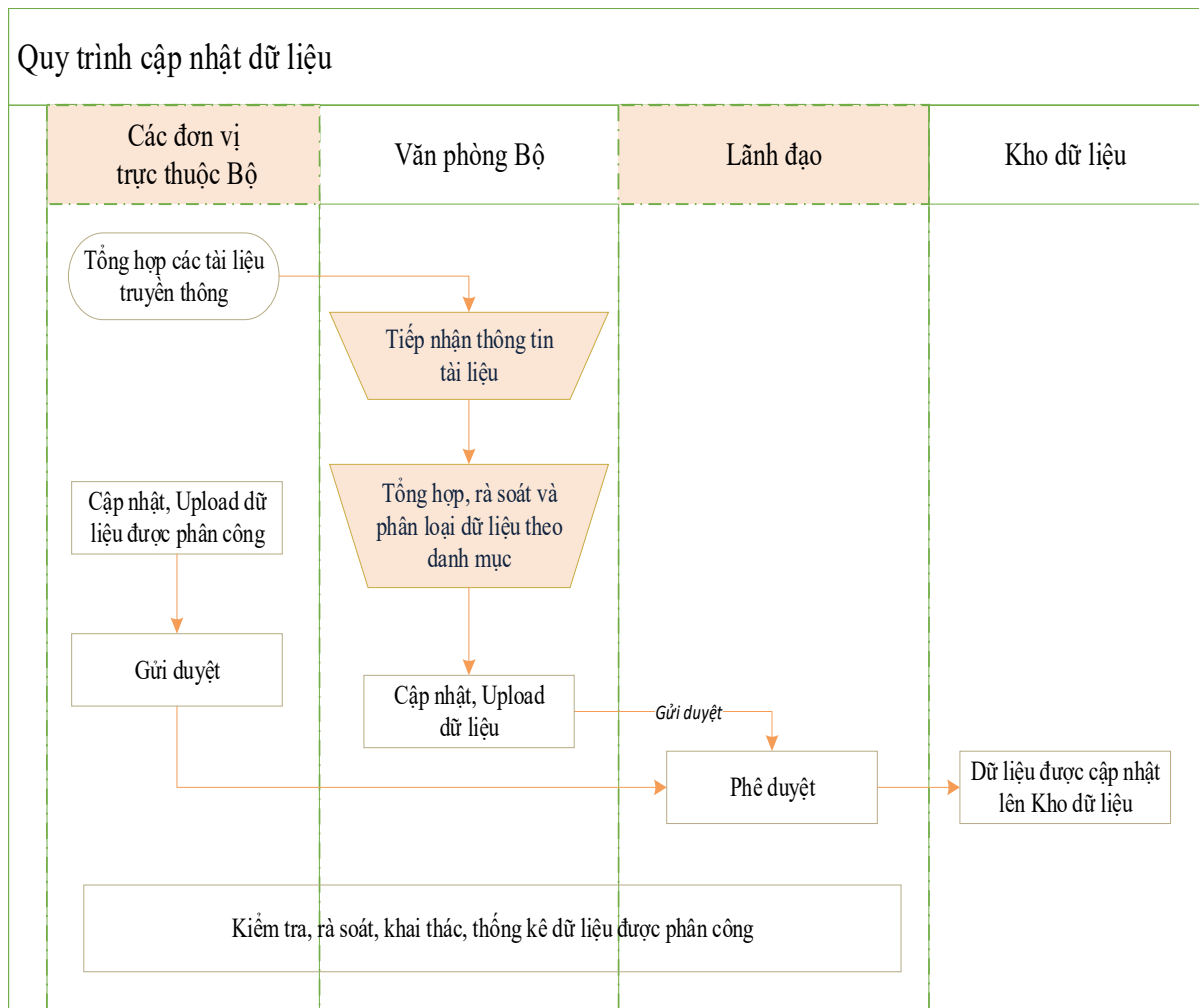 Quy trình cập nhật dữ liệu
Các đơn vị
trực thuộc Bộ
Văn phòng Bộ
Lãnh đạo
Kho dữ liệu
Tổng hợp các tài liệu
truyền thông
Tiếp nhận thông tin
tài liệu
Cập nhật, Upload dữ
liệu được phân công
Tổng hợp, rà soát và
phân loại dữ liệu theo
danh mục
Gửi duyệt
Cập nhật, Upload
dữ liệu
Gửi duyệt
Phê duyệt
Dữ liệu được cập nhật
lên Kho dữ liệu
Kiểm tra, rà soát, khai thác, thống kê dữ liệu được phân công